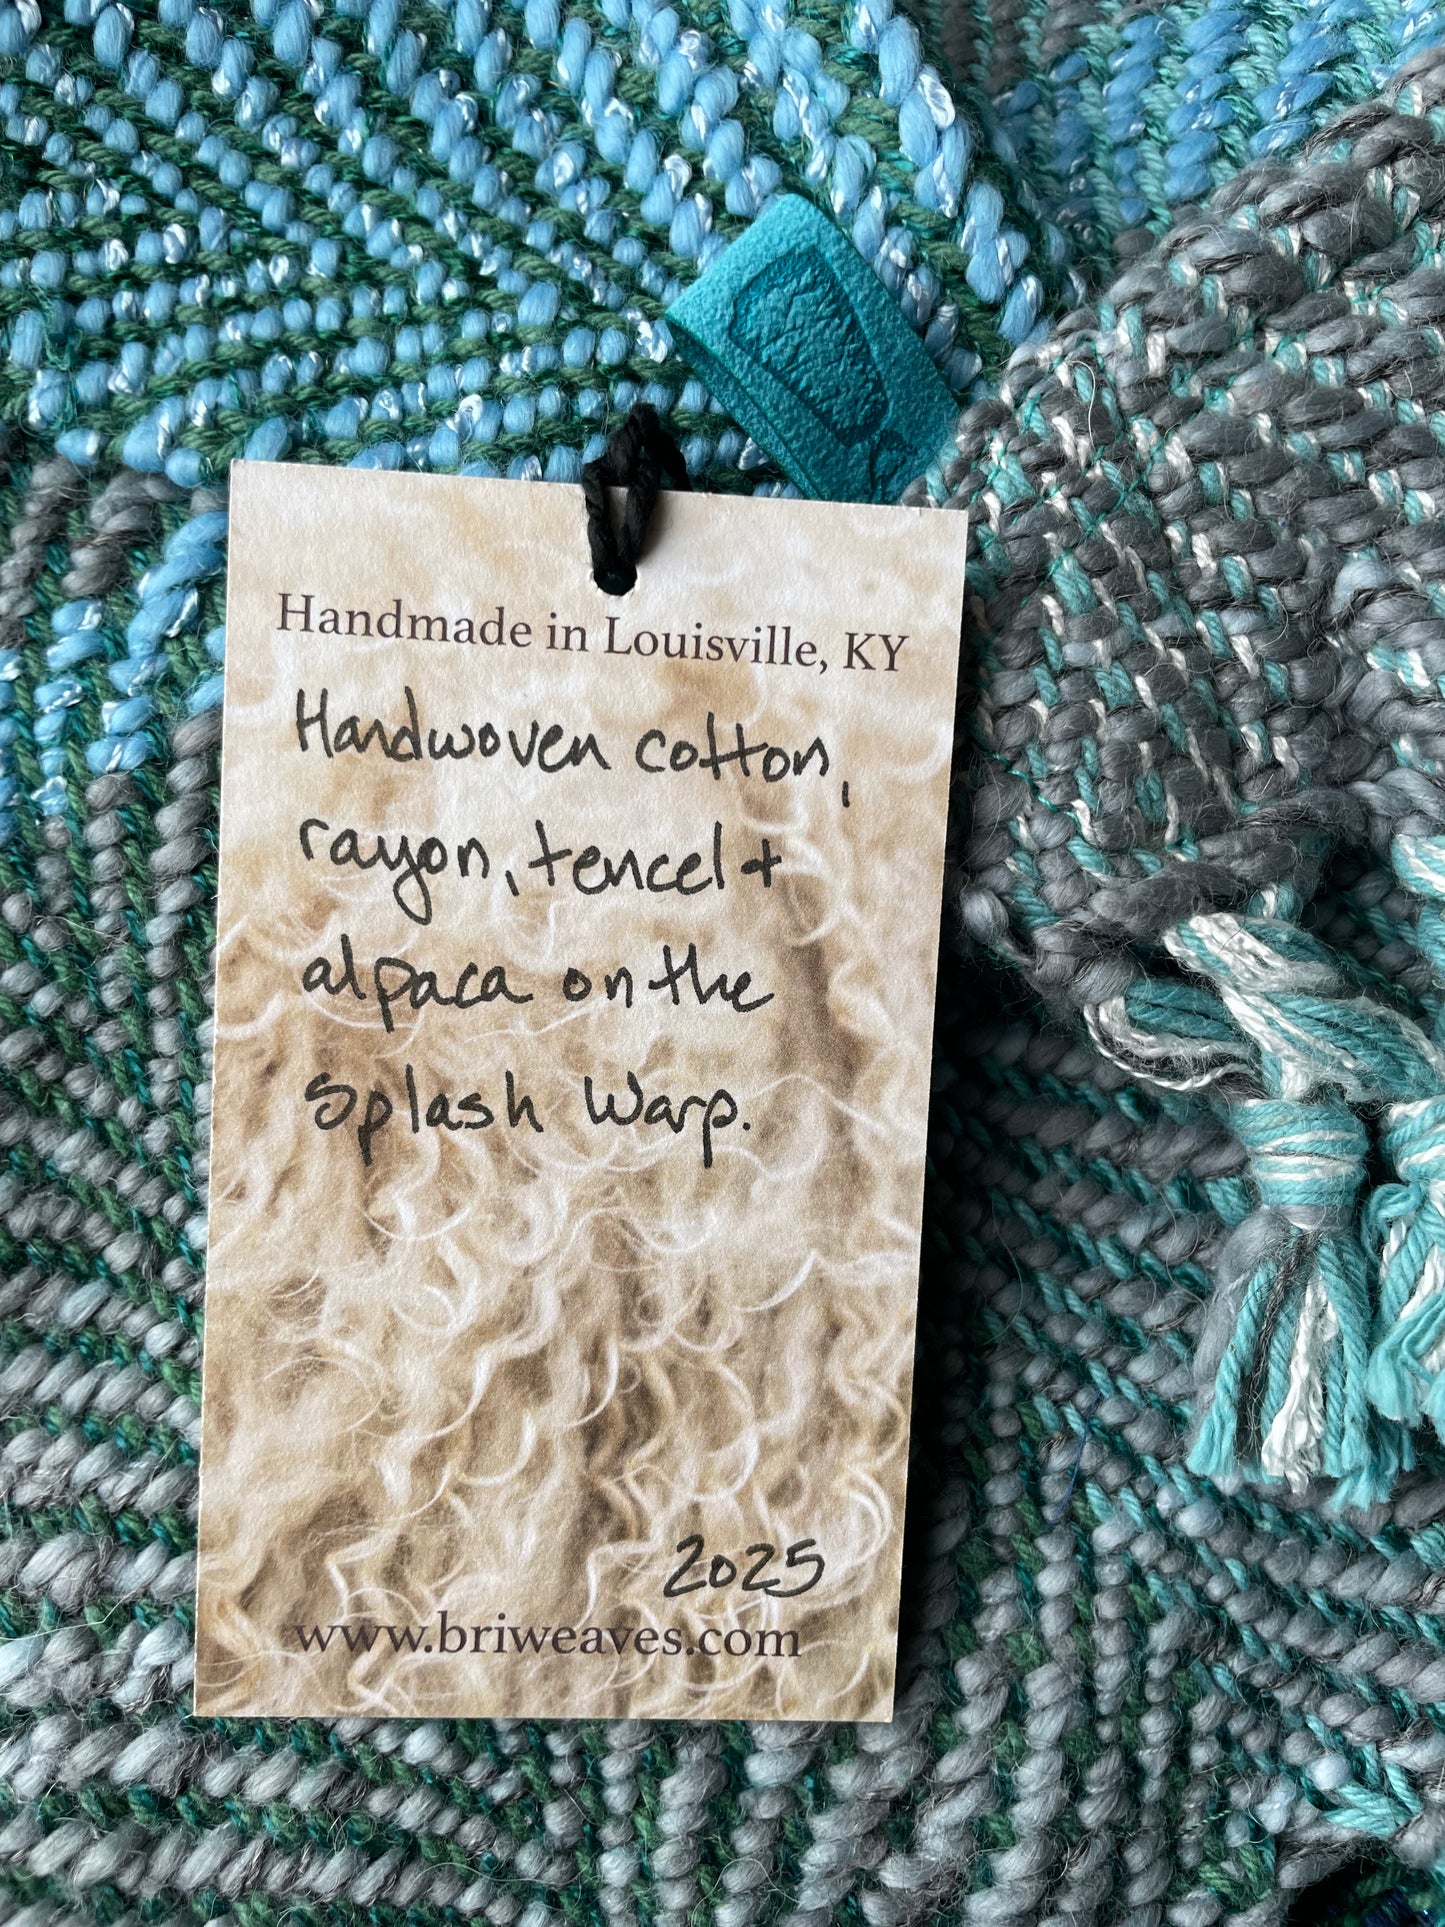 Handmade in Louisville, KY
Handwoven cotton,
rayon, tencel +
alpaca on the
Splash Warp.
2025
www.briweaves.com